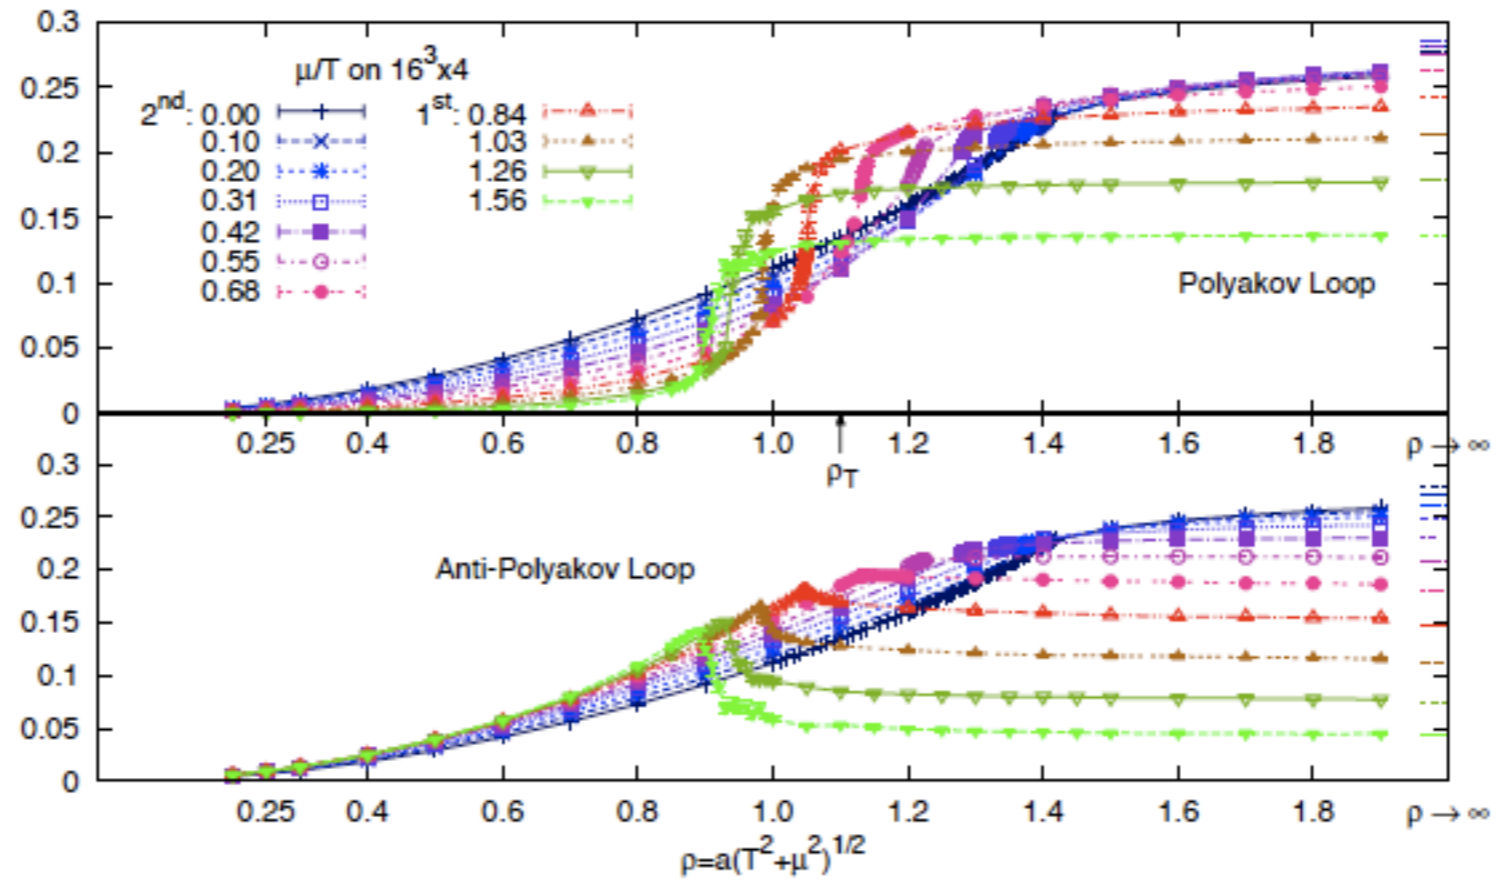 0.3
μ/T on 16³x4
0.25
2ⁿᵈ: 0.00 1ˢᵗ: 0.84
0.10 1.03
0.2
0.20 1.26
0.31 1.56
0.15
0.42
0.55
0.1
0.68
Polyakov Loop
0.05
0
0.25 0.4 0.6 0.8 1.0 1.2 1.4 1.6 1.8 ρ → ∞
ρT
0.3
0.25
Anti-Polyakov Loop
0.2
0.15
0.1
0.05
0
0.25 0.4 0.6 0.8 1.0 1.2 1.4 1.6 1.8 ρ → ∞
ρ=a(T²+μ²)¹ᐟ²